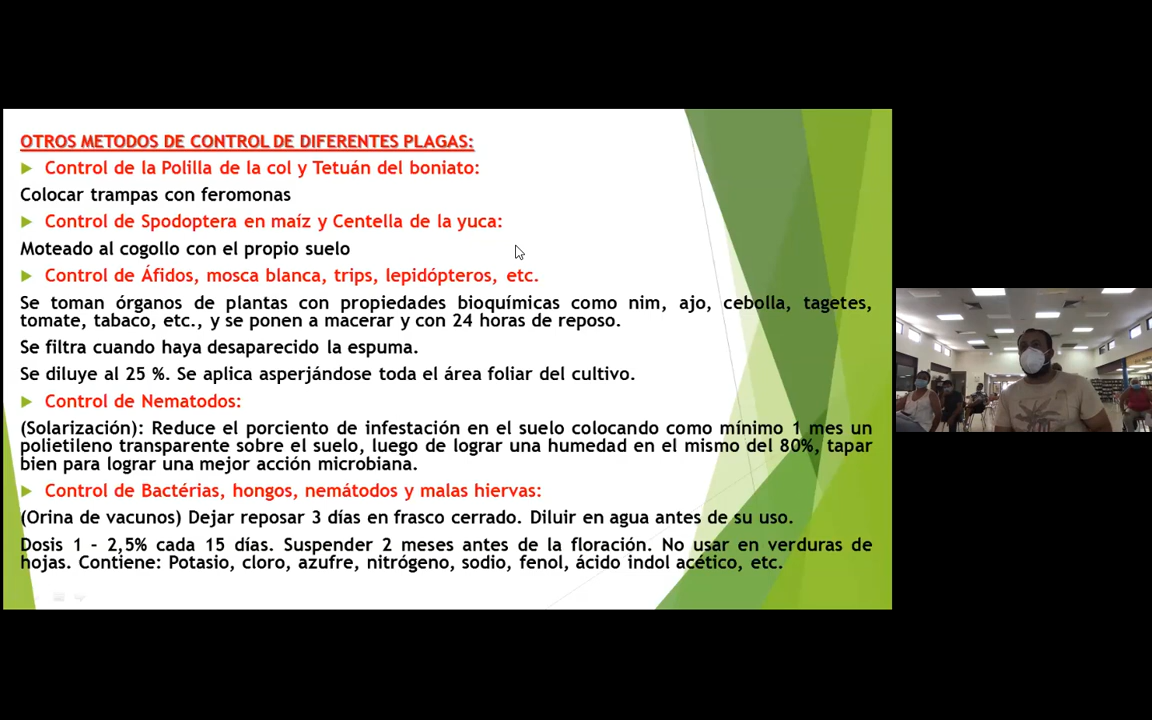 OTROS METODOS DE CONTROL DE DIFERENTES PLAGAS:
Control de la Polilla de la col y Tetuán del boniato:
Colocar trampas con feromonas
Control de Spodoptera en maíz y Centella de la yuca:
Moteado al cogollo con el propio suelo
Control de Áfidos, mosca blanca, trips, lepidópteros, etc.
Se toman órganos de plantas con propiedades bioquímicas como nim, ajo, cebolla, tagetes,
tomate, tabaco, etc., y se ponen a macerar y con 24 horas de reposo.
Se filtra cuando haya desaparecido la espuma.
Se diluye al 25 %. Se aplica asperjándose toda el área foliar del cultivo.
Control de Nematodos:
(Solarización): Reduce el porciento de infestación en el suelo colocando como mínimo 1 mes un
polietileno transparente sobre el suelo, luego de lograr una humedad en el mismo del 80%, tapar
bien para lograr una mejor acción microbiana.
Control de Bactérias, hongos, nemátodos y malas hiervas:
(Orina de vacunos) Dejar reposar 3 días en frasco cerrado. Diluir en agua antes de su uso.
Dosis 1 – 2,5% cada 15 días. Suspender 2 meses antes de la floración. No usar en verduras de
hojas. Contiene: Potasio, cloro, azufre, nitrógeno, sodio, fenol, ácido indol acético, etc.